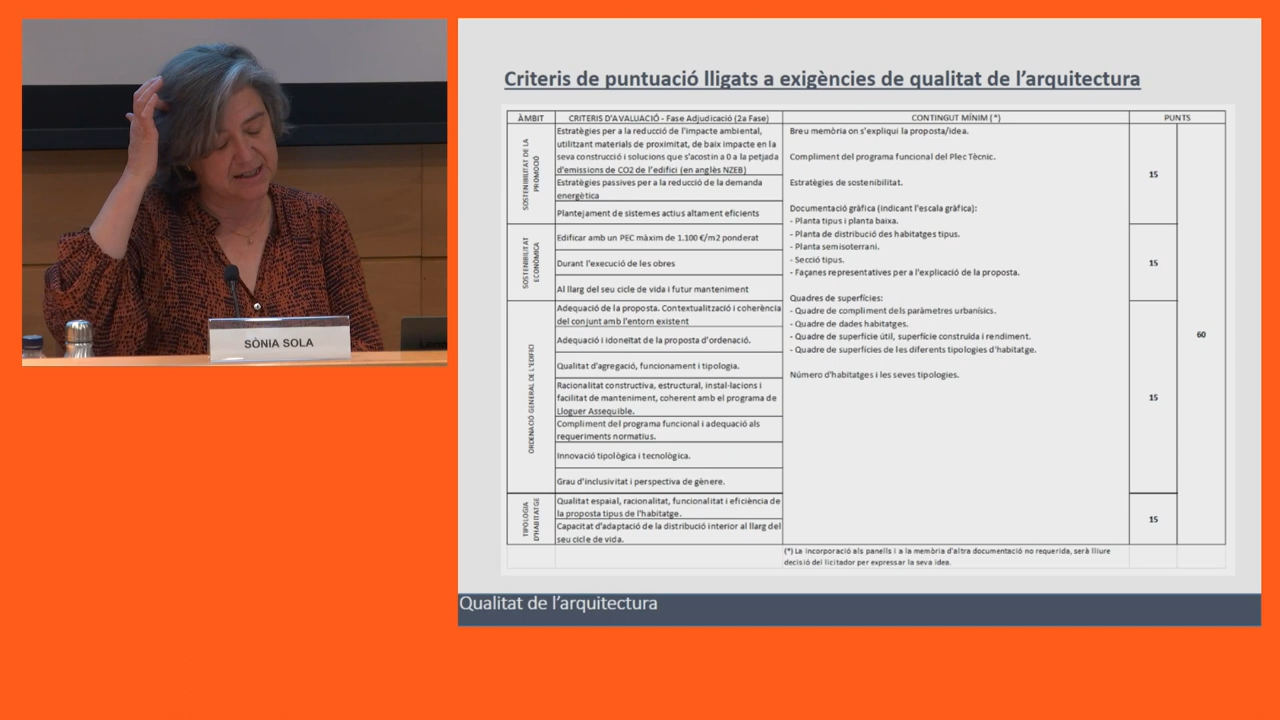 SÒNIA SOLA
Criteris de puntuació lligats a exigències de qualitat de l'arquitectura
ÀMBIT
CRITERIS D'AVALUACIÓ - Fase Adjudicació (2a Fase)
CONTINGUT MÍNIM (*)
PUNTS
SOSTENIBILITAT DE LA
PROMOCIÓ
Estratègies per a la reducció de l'impacte ambiental,
utilitzant materials de proximitat, de baix impacte en la
seva construcció i solucions que s'acostin a 0 a la petjada
d'emissions de CO2 de l'edifici (en anglès NZEB)
Estratègies passives per a la reducció de la demanda
energètica
Plantejament de sistemes actius altament eficients
15
SOSTENIBILITAT
ECONÒMICA
Edificar amb un PEC màxim de 1.100 €/m2 ponderat
Durant l'execució de les obres
Al llarg del seu cicle de vida i futur manteniment
15
ORDENACIÓ GENERAL DE L'EDIFICI
Adequació de la proposta. Contextualització i coherència
del conjunt amb l'entorn existent
Adequació i idoneïtat de la proposta d'ordenació.
Qualitat d'agregació, funcionament i tipologia.
Racionalitat constructiva, estructural, instal·lacions i
facilitat de manteniment, coherent amb el programa de
Lloguer Assequible.
Compliment del programa funcional i adequació als
requeriments normatius.
Innovació tipològica i tecnològica.
Grau d'inclusivitat i perspectiva de gènere.
15
TIPOLOGIA
D'HABITATGE
Qualitat espaial, racionalitat, funcionalitat i eficiència de
la proposta tipus de l'habitatge.
Capacitat d'adaptació de la distribució interior al llarg del
seu cicle de vida.
15
60
Breu memòria on s'expliqui la proposta/idea.
Compliment del programa funcional del Plec Tècnic.
Estratègies de sostenibilitat.
Documentació gràfica (indicant l'escala gràfica):
- Planta tipus i planta baixa.
- Planta de distribució des habitatges tipus.
- Planta semisoterrani.
- Secció tipus.
- Façanes representatives per a l'explicació de la proposta.
Quadres de superfícies:
- Quadre de compliment dels paràmetres urbanísics.
- Quadre de dades habitatges.
- Quadre de superfície útil, superfície construïda i rendiment.
- Quadre de superfícies de les diferents tipologies d'habitatge.
Número d'habitatges i les seves tipologies.
(*) La incorporació als panells i a la memòria d'altra documentació no requerida, serà lliure
decisió del licitador per expressar la seva idea.
Qualitat de l'arquitectura